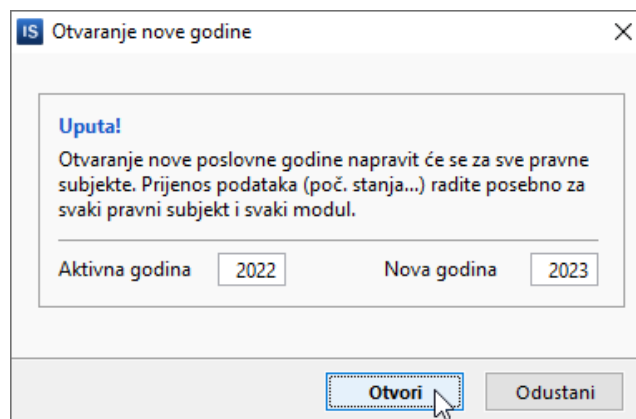 IS Otvaranje nove godine
Uputa!
Otvaranje nove poslovne godine napravit će se za sve pravne
subjekte. Prijenos podataka (poč. stanja...) radite posebno za
svaki pravni subjekt i svaki modul.
Aktivna godina 2022 Nova godina 2023
Otvori Odustani